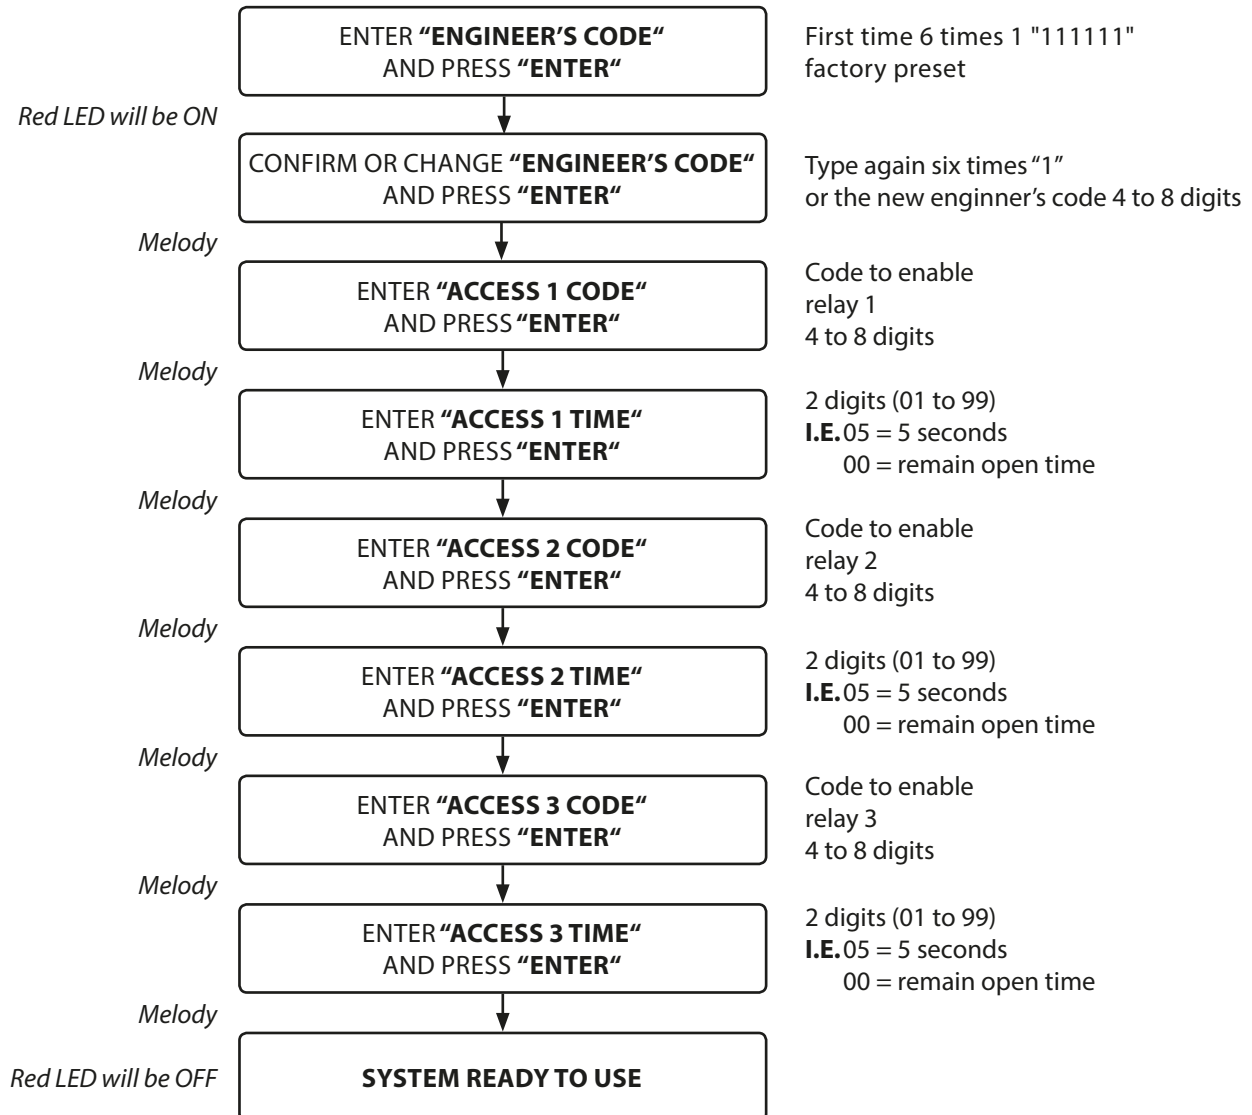 ENTER “ENGINEER’S CODE“
AND PRESS “ENTER“
First time 6 times 1 "111111"
factory preset
Red LED will be ON
CONFIRM OR CHANGE “ENGINEER’S CODE“
AND PRESS “ENTER“
Type again six times “1”
or the new enginner’s code 4 to 8 digits
Melody
ENTER “ACCESS 1 CODE“
AND PRESS “ENTER“
Code to enable
relay 1
4 to 8 digits
Melody
ENTER “ACCESS 1 TIME“
AND PRESS “ENTER“
2 digits (01 to 99)
I.E. 05 = 5 seconds
00 = remain open time
Melody
ENTER “ACCESS 2 CODE“
AND PRESS “ENTER“
Code to enable
relay 2
4 to 8 digits
Melody
ENTER “ACCESS 2 TIME“
AND PRESS “ENTER“
2 digits (01 to 99)
I.E. 05 = 5 seconds
00 = remain open time
Melody
ENTER “ACCESS 3 CODE“
AND PRESS “ENTER“
Code to enable
relay 3
4 to 8 digits
Melody
ENTER “ACCESS 3 TIME“
AND PRESS “ENTER“
2 digits (01 to 99)
I.E. 05 = 5 seconds
00 = remain open time
Melody
Red LED will be OFF
SYSTEM READY TO USE